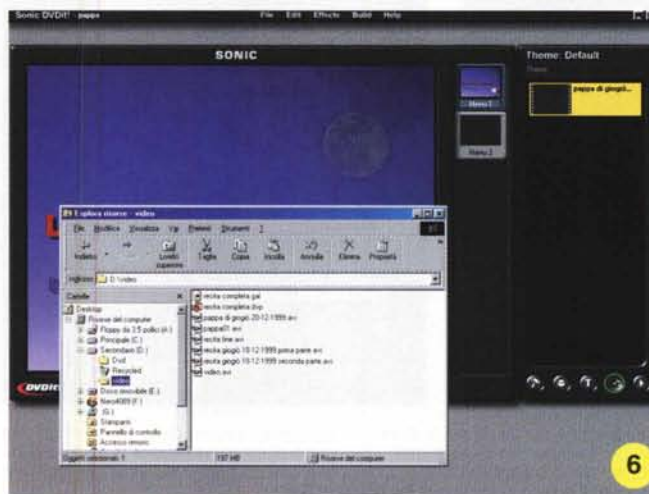 Sonic DVDit! - pappa
File Edit Effects Build Help
SONIC
Theme: Default
Theme
Menu 1
pappa di giogiò...
Menu 2
Esplora risorse - video
File Modifica Visualizza Vai Preferiti Strumenti ?
Indietro
Livello superiore
Taglia
Copia
Incolla
Annulla
Elimina
Proprietà
Indirizzo D:\video
Cartelle
Desktop
Risorse del computer
Floppy da 3.5 pollici (A:)
Principale (C:)
Secondario (D:)
Dvd
Recycled
video
Disco rimovibile (E:)
(G:)
Stampanti
Pannello di controllo
Accesso remoto
recita completa.gal
pappa di giogiò 20-12-1999.avi
pappa01.avi
recita fine.avi
recita giogiò 18-12-1999 prima parte.avi
recita giogiò 18-12-1999 seconda parte.avi
video.avi
Oggetti selezionati: 1
197 MB
Risorse del computer
DVDit!
6